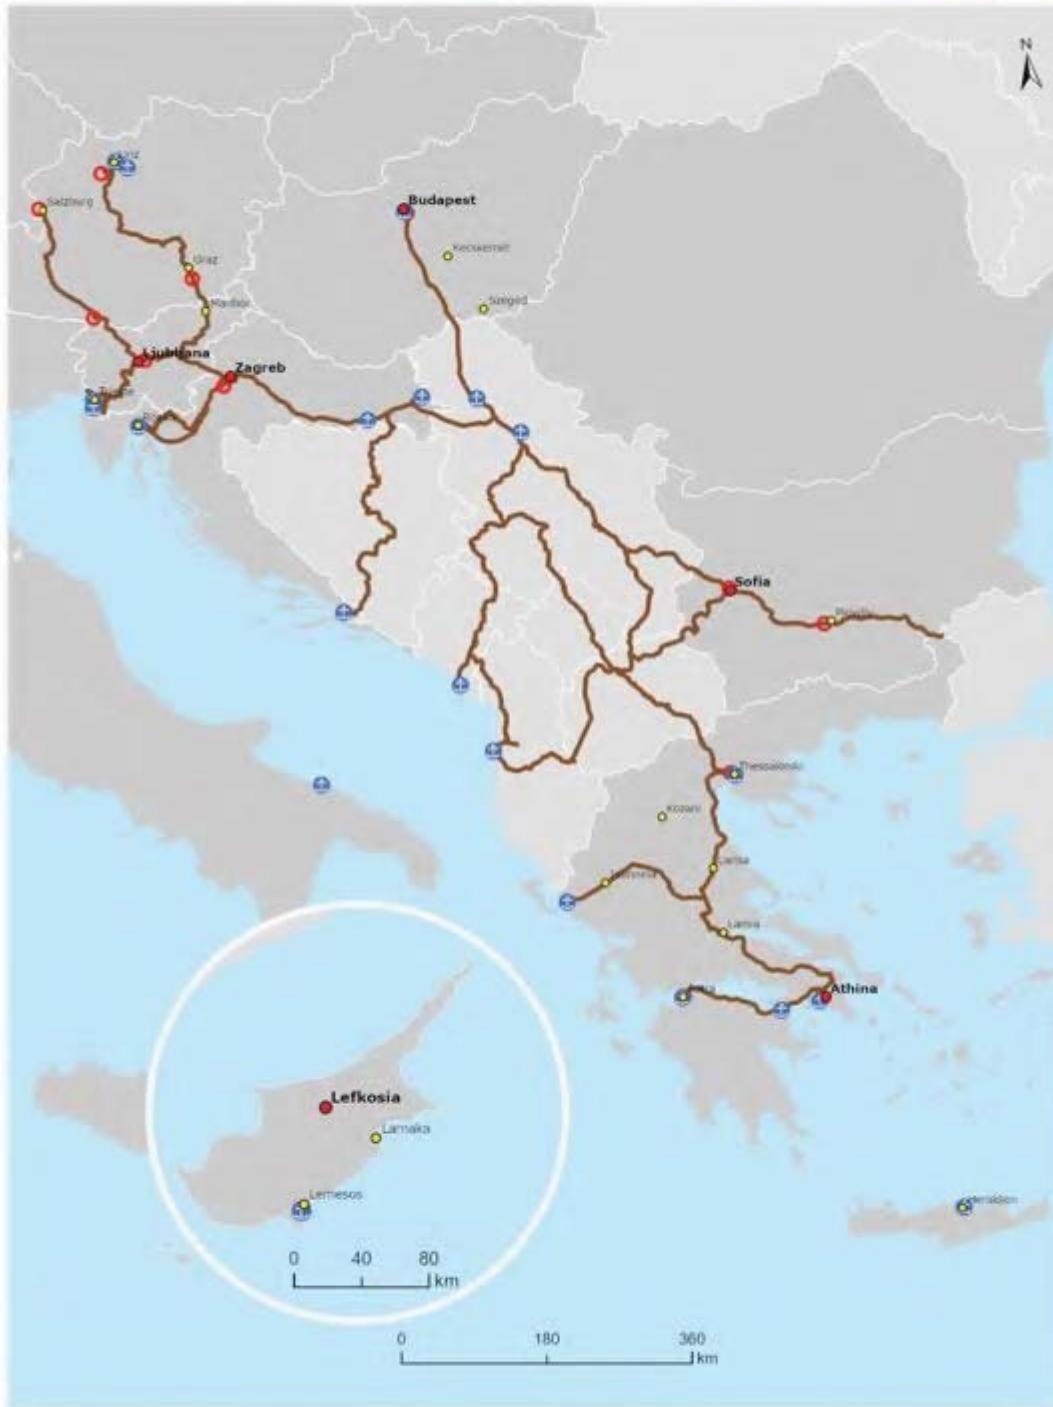 N
Salzburg
Budapest
Kecskemét
Graz
Szeged
Maribor
Ljubljana
Zagreb
Sofia
Thessaloniki
Kozani
Larisa
Lamia
Athina
Lefkosia
Larnaka
Lemesos
Heraklion
0 40 80
km
0 180 360
km